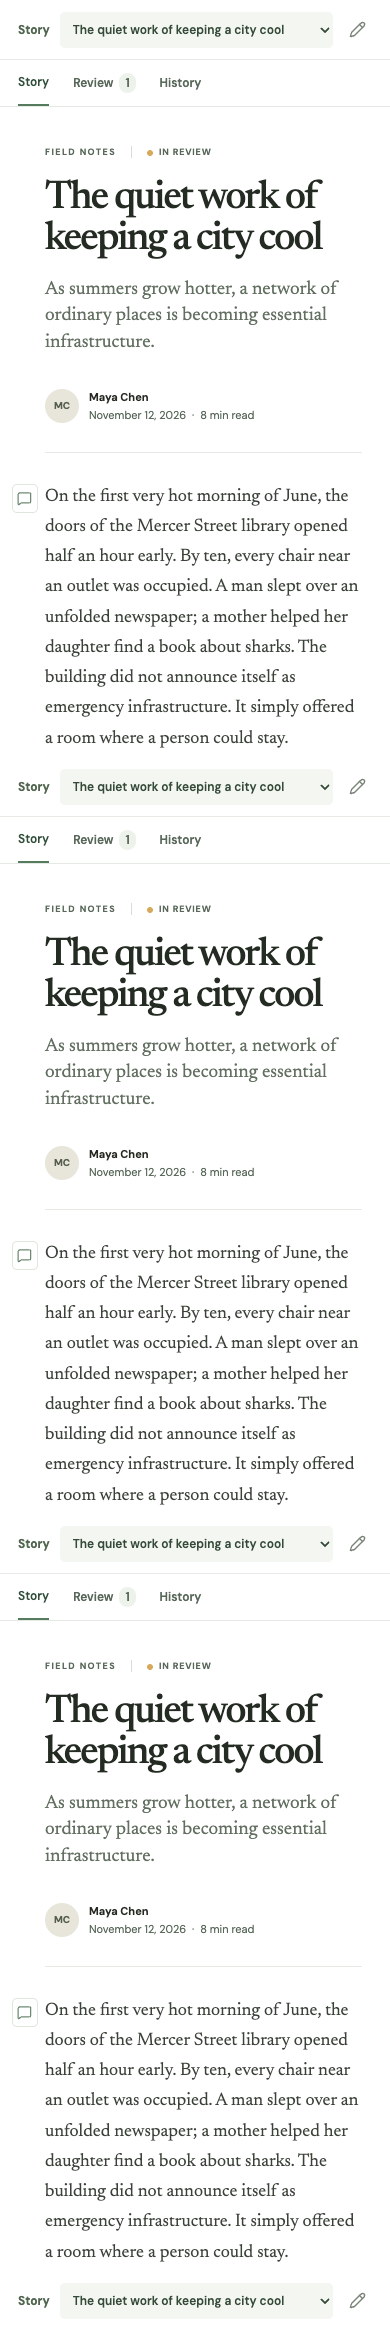 Story The quiet work of keeping a city cool
Story Review 1 History
FIELD NOTES IN REVIEW
The quiet work of
keeping a city cool
As summers grow hotter, a network of
ordinary places is becoming essential
infrastructure.
MC Maya Chen
November 12, 2026 · 8 min read
On the first very hot morning of June, the
doors of the Mercer Street library opened
half an hour early. By ten, every chair near
an outlet was occupied. A man slept over an
unfolded newspaper; a mother helped her
daughter find a book about sharks. The
building did not announce itself as
emergency infrastructure. It simply offered
a room where a person could stay.
Story The quiet work of keeping a city cool
Story Review 1 History
FIELD NOTES IN REVIEW
The quiet work of
keeping a city cool
As summers grow hotter, a network of
ordinary places is becoming essential
infrastructure.
MC Maya Chen
November 12, 2026 · 8 min read
On the first very hot morning of June, the
doors of the Mercer Street library opened
half an hour early. By ten, every chair near
an outlet was occupied. A man slept over an
unfolded newspaper; a mother helped her
daughter find a book about sharks. The
building did not announce itself as
emergency infrastructure. It simply offered
a room where a person could stay.
Story The quiet work of keeping a city cool
Story Review 1 History
FIELD NOTES IN REVIEW
The quiet work of
keeping a city cool
As summers grow hotter, a network of
ordinary places is becoming essential
infrastructure.
MC Maya Chen
November 12, 2026 · 8 min read
On the first very hot morning of June, the
doors of the Mercer Street library opened
half an hour early. By ten, every chair near
an outlet was occupied. A man slept over an
unfolded newspaper; a mother helped her
daughter find a book about sharks. The
building did not announce itself as
emergency infrastructure. It simply offered
a room where a person could stay.
Story The quiet work of keeping a city cool